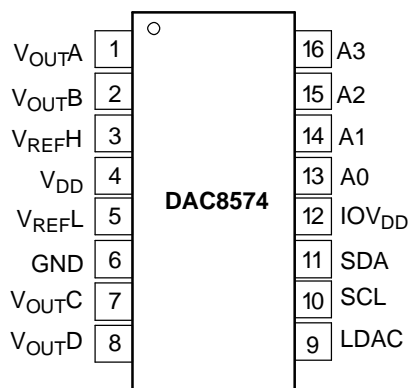 VOUTA 1 16 A3
VOUTB 2 15 A2
VREFH 3 14 A1
VDD 4 13 A0
DAC8574
VREFL 5 12 IOVDD
GND 6 11 SDA
VOUTC 7 10 SCL
VOUTD 8 9 LDAC